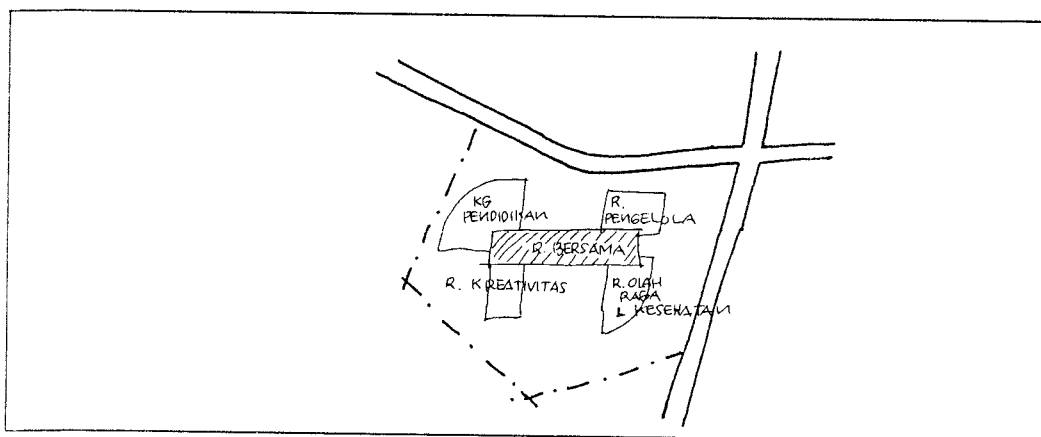 KG
PENDIDIKAN
R.
PENGELOLA
R. BERSAMA
R. KREATIVITAS
R. OLAH
RAGA
& KESEHATAN